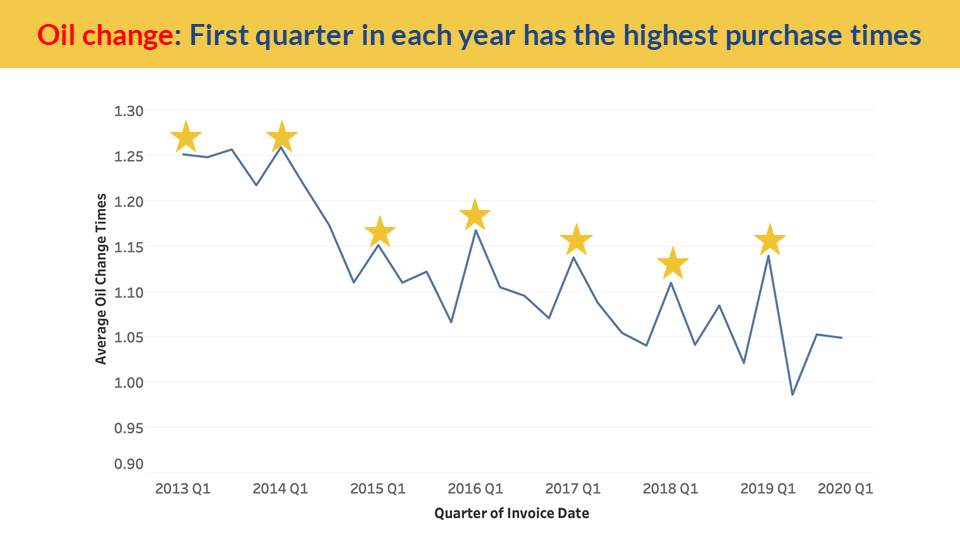 Oil change: First quarter in each year has the highest purchase times
1.30
1.25
1.20
1.15
1.10
1.05
1.00
0.95
0.90
Average Oil Change Times
2013 Q1 2014 Q1 2015 Q1 2016 Q1 2017 Q1 2018 Q1 2019 Q1 2020 Q1
Quarter of Invoice Date